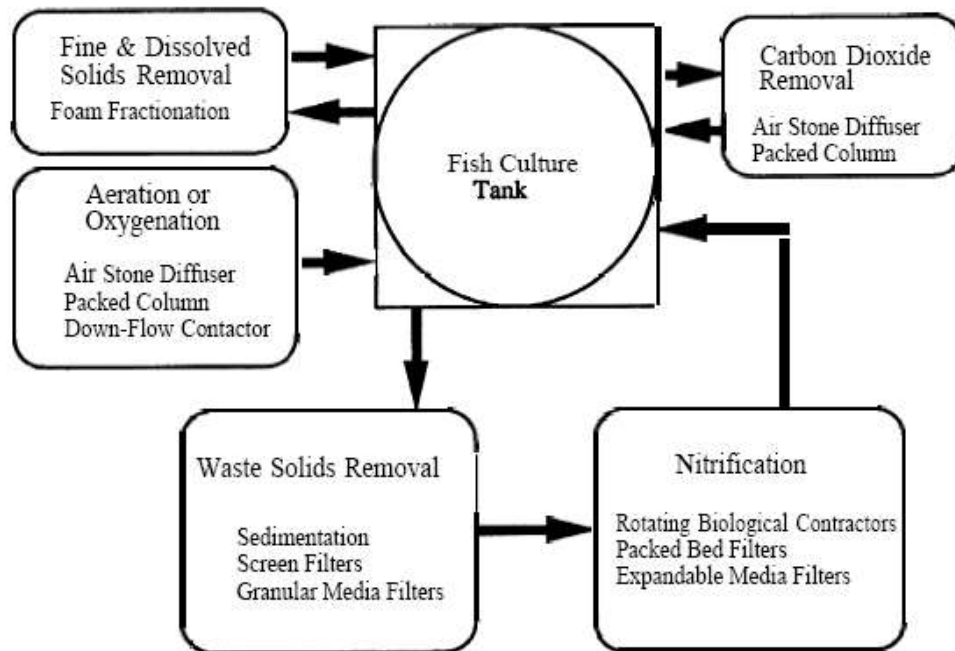 Fine & Dissolved
Solids Removal
Foam Fractionation
Aeration or
Oxygenation
Air Stone Diffuser
Packed Column
Down-Flow Contactor
Fish Culture
Tank
Carbon Dioxide
Removal
Air Stone Diffuser
Packed Column
Waste Solids Removal
Sedimentation
Screen Filters
Granular Media Filters
Nitrification
Rotating Biological Contractors
Packed Bed Filters
Expandable Media Filters